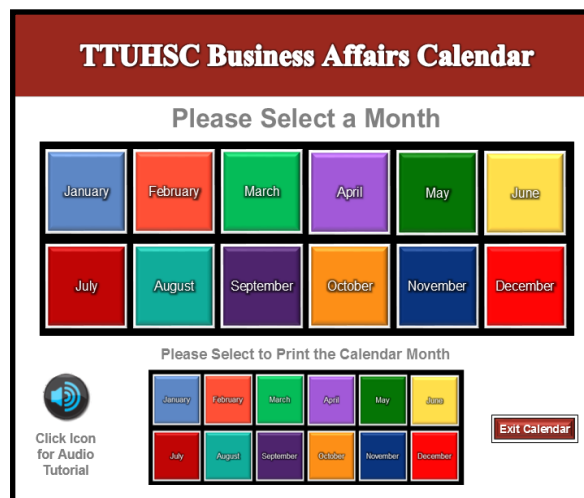 TTUHSC Business Affairs Calendar
Please Select a Month
January February March April May June
July August September October November December
Please Select to Print the Calendar Month
January February March April May June
July August September October November December
Click Icon
for Audio
Tutorial
Exit Calendar